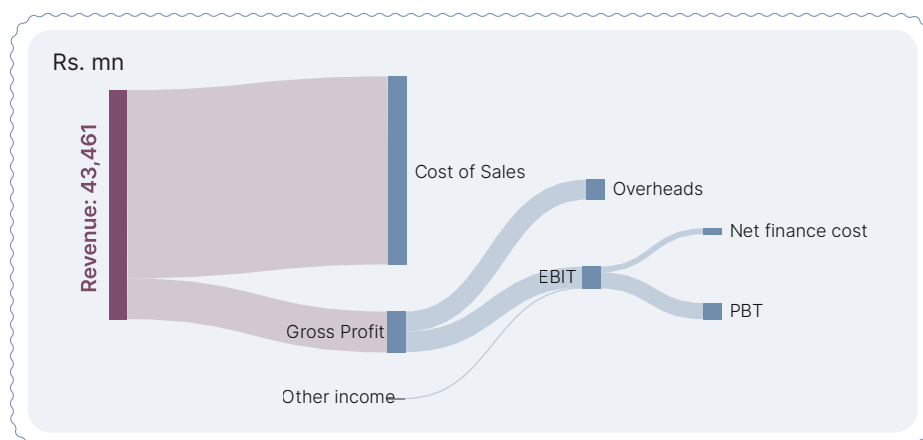 Rs. mn
Revenue: 43,461
Cost of Sales
Overheads
Net finance cost
EBIT
PBT
Gross Profit
Other income